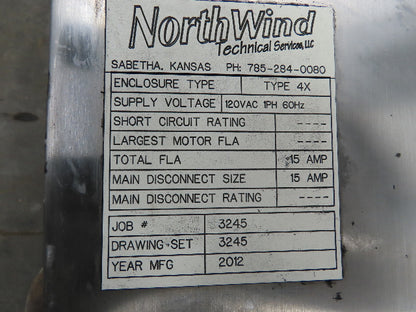 NorthWind
Technical Services, LLC
SABETHA, KANSAS PH: 785-284-0080
ENCLOSURE TYPE TYPE 4X
SUPPLY VOLTAGE 120VAC 1PH 60Hz
SHORT CIRCUIT RATING ----
LARGEST MOTOR FLA ----
TOTAL FLA 15 AMP
MAIN DISCONNECT SIZE 15 AMP
MAIN DISCONNECT RATING ----
JOB # 3245
DRAWING SET 3245
YEAR MFG 2012